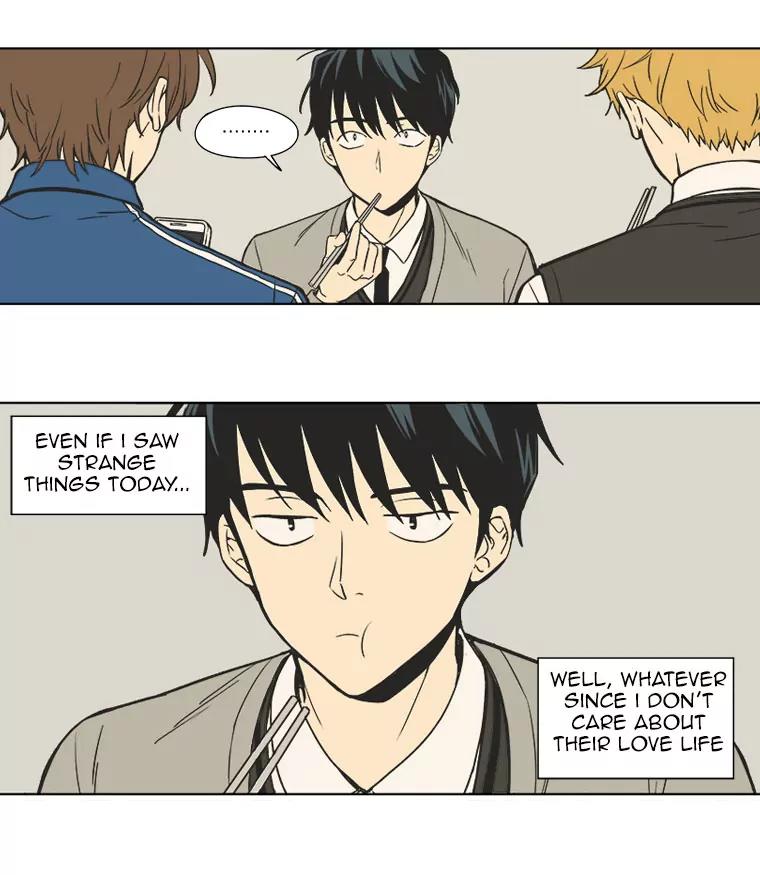 ........
EVEN IF I SAW
STRANGE
THINGS TODAY...
WELL, WHATEVER
SINCE I DON'T
CARE ABOUT
THEIR LOVE LIFE